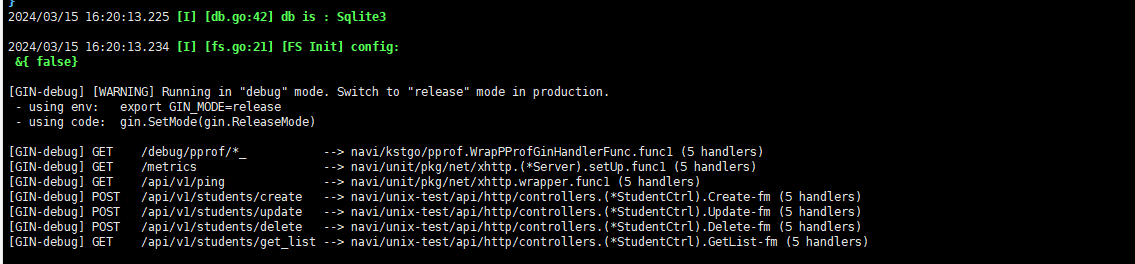 }
2024/03/15 16:20:13.225 [I] [db.go:42] db is : Sqlite3
2024/03/15 16:20:13.234 [I] [fs.go:21] [FS Init] config:
&{ false}
[GIN-debug] [WARNING] Running in "debug" mode. Switch to "release" mode in production.
- using env:   export GIN_MODE=release
- using code:  gin.SetMode(gin.ReleaseMode)
[GIN-debug] GET    /debug/pprof/*_           --> navi/kstgo/pprof.WrapPProfGinHandlerFunc.func1 (5 handlers)
[GIN-debug] GET    /metrics                  --> navi/unit/pkg/net/xhttp.(*Server).setUp.func1 (5 handlers)
[GIN-debug] GET    /api/v1/ping              --> navi/unit/pkg/net/xhttp.wrapper.func1 (5 handlers)
[GIN-debug] POST   /api/v1/students/create   --> navi/unix-test/api/http/controllers.(*StudentCtrl).Create-fm (5 handlers)
[GIN-debug] POST   /api/v1/students/update   --> navi/unix-test/api/http/controllers.(*StudentCtrl).Update-fm (5 handlers)
[GIN-debug] POST   /api/v1/students/delete   --> navi/unix-test/api/http/controllers.(*StudentCtrl).Delete-fm (5 handlers)
[GIN-debug] GET    /api/v1/students/get_list --> navi/unix-test/api/http/controllers.(*StudentCtrl).GetList-fm (5 handlers)